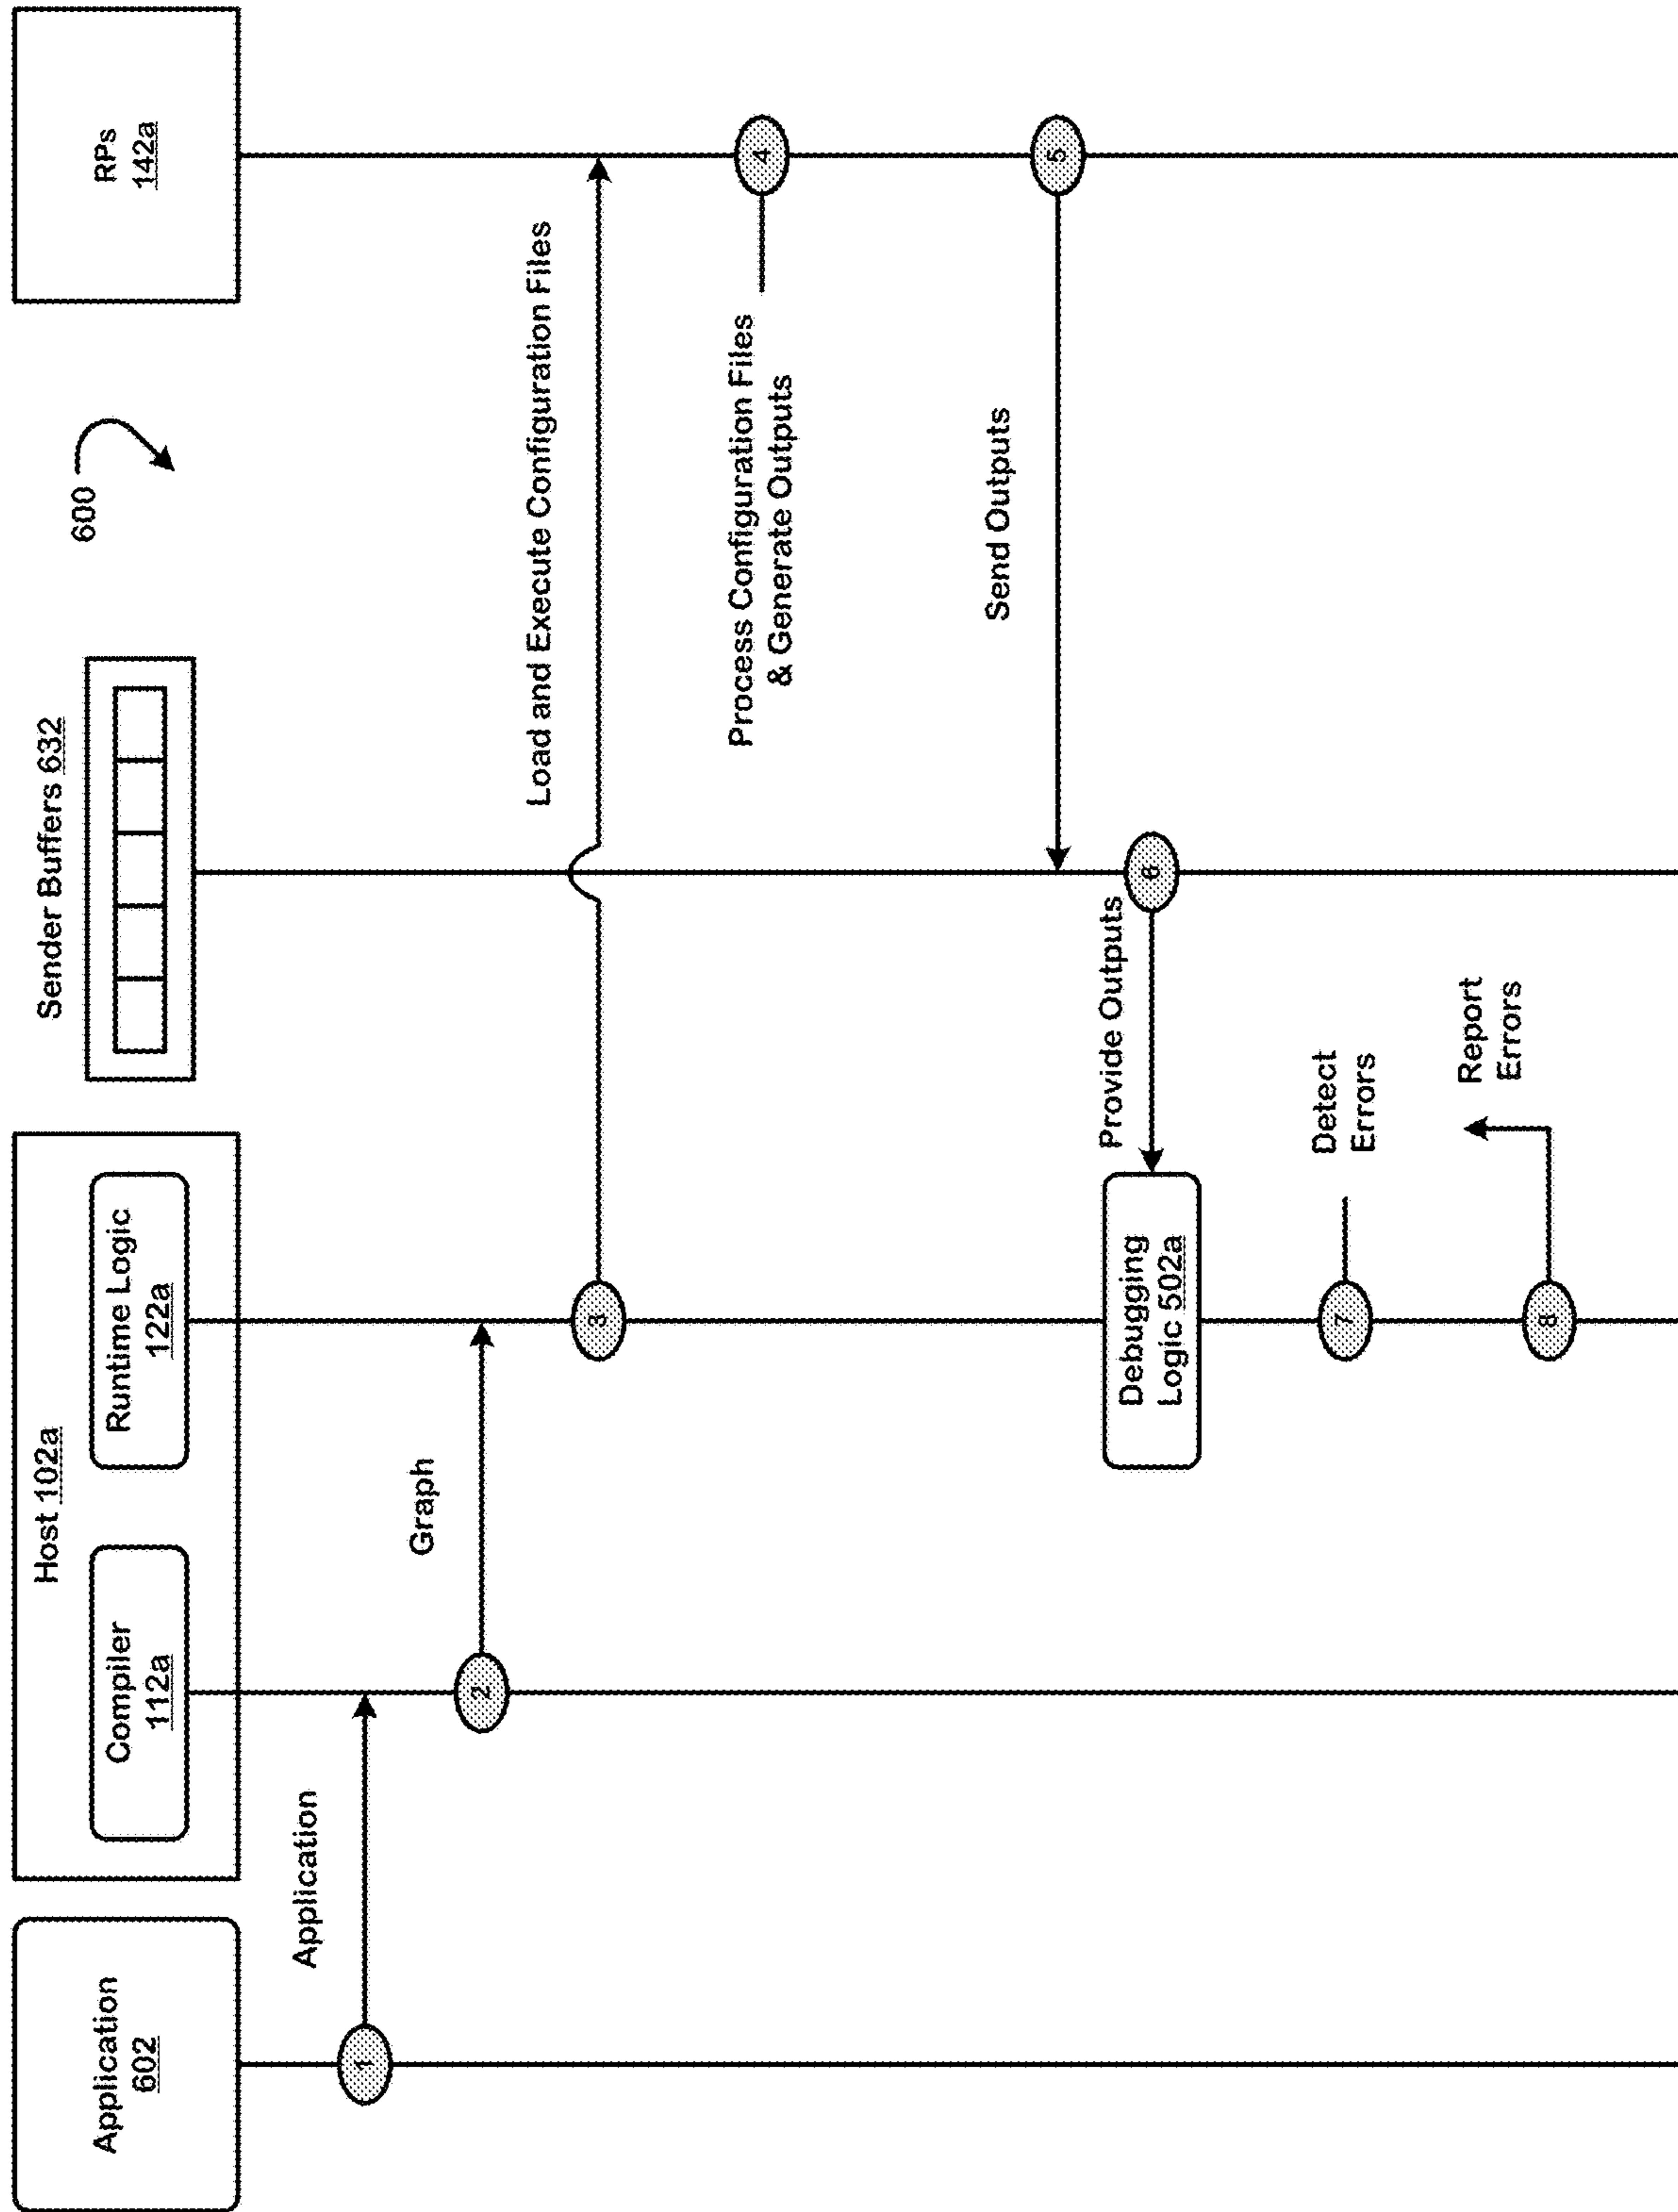 Application
602
Host 102a
Compiler
112a
Runtime Logic
122a
Sender Buffers 632
600
RPs
142a
Application
1
Graph
2
Load and Execute Configuration Files
3
Process Configuration Files
& Generate Outputs
4
Send Outputs
5
Provide Outputs
6
Debugging
Logic 502a
Detect
Errors
7
Report
Errors
8